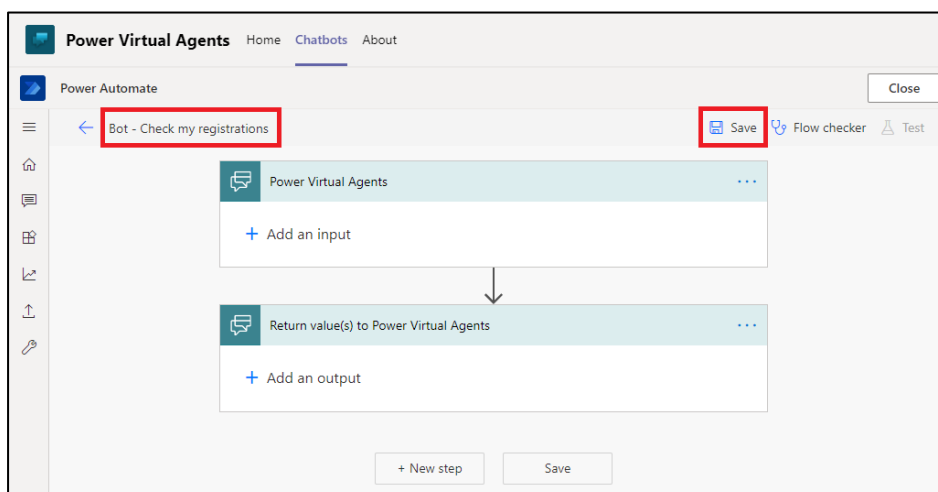 Power Virtual Agents Home Chatbots About
Power Automate Close
Bot - Check my registrations Save Flow checker Test
Power Virtual Agents ...
+ Add an input
Return value(s) to Power Virtual Agents ...
+ Add an output
+ New step Save